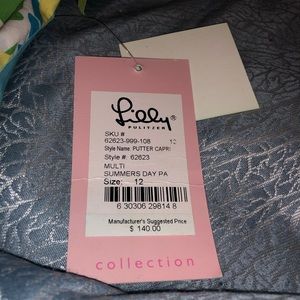 Lilly®
PULITZER
SKU #
62623-999-108 12
Style Name: PUTTER CAPRI
Style #: 62623
MULTI
SUMMERS DAY PA
Size: 12
6 30306 29814 8
Manufacturer's Suggested Price
$ 140.00
collection